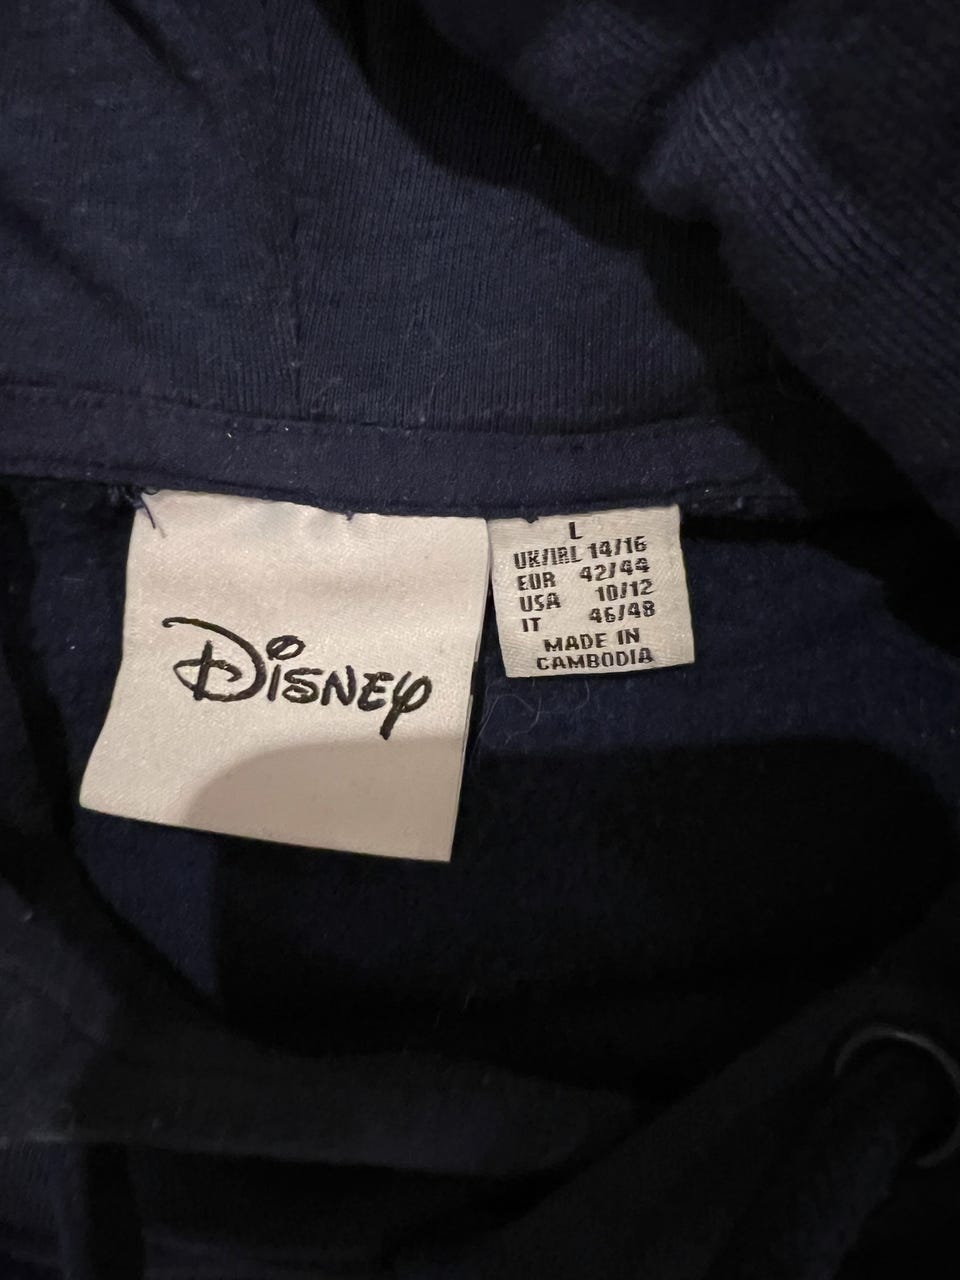 Disney
L
UK/IRL 14/16
EUR 42/44
USA 10/12
IT 46/48
MADE IN
CAMBODIA